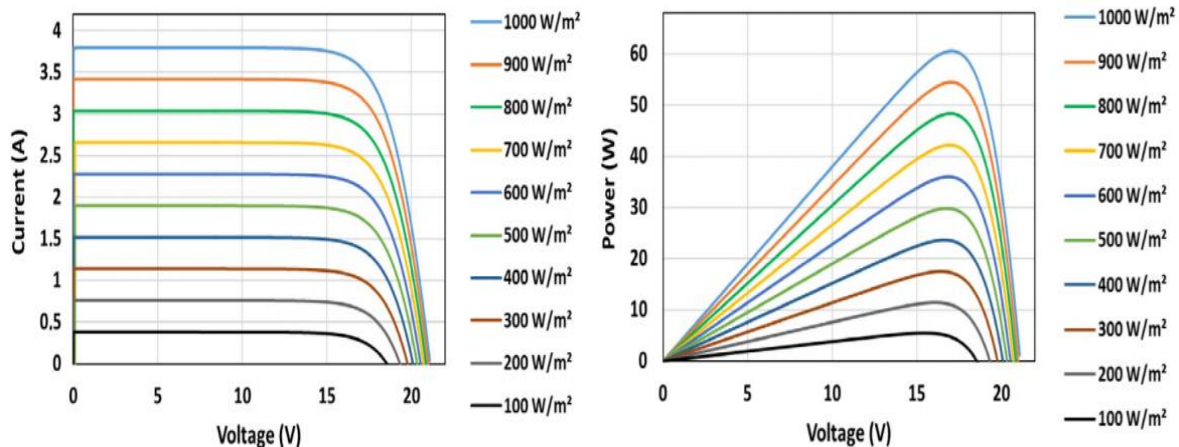 Current (A)
4
3.5
3
2.5
2
1.5
1
0.5
0
0
5
10
15
20
Voltage (V)
1000 W/m²
900 W/m²
800 W/m²
700 W/m²
600 W/m²
500 W/m²
400 W/m²
300 W/m²
200 W/m²
100 W/m²
Power (W)
60
50
40
30
20
10
0
0
5
10
15
20
Voltage (V)
1000 W/m²
900 W/m²
800 W/m²
700 W/m²
600 W/m²
500 W/m²
400 W/m²
300 W/m²
200 W/m²
100 W/m²